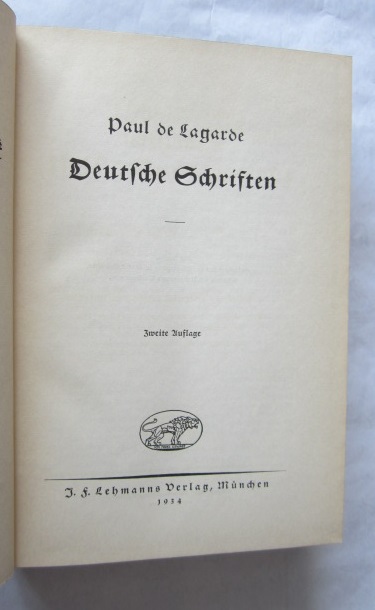 Paul de Lagarde
Deutsche Schriften
Zweite Auflage
J. F. Lehmanns Verlag, München
1934